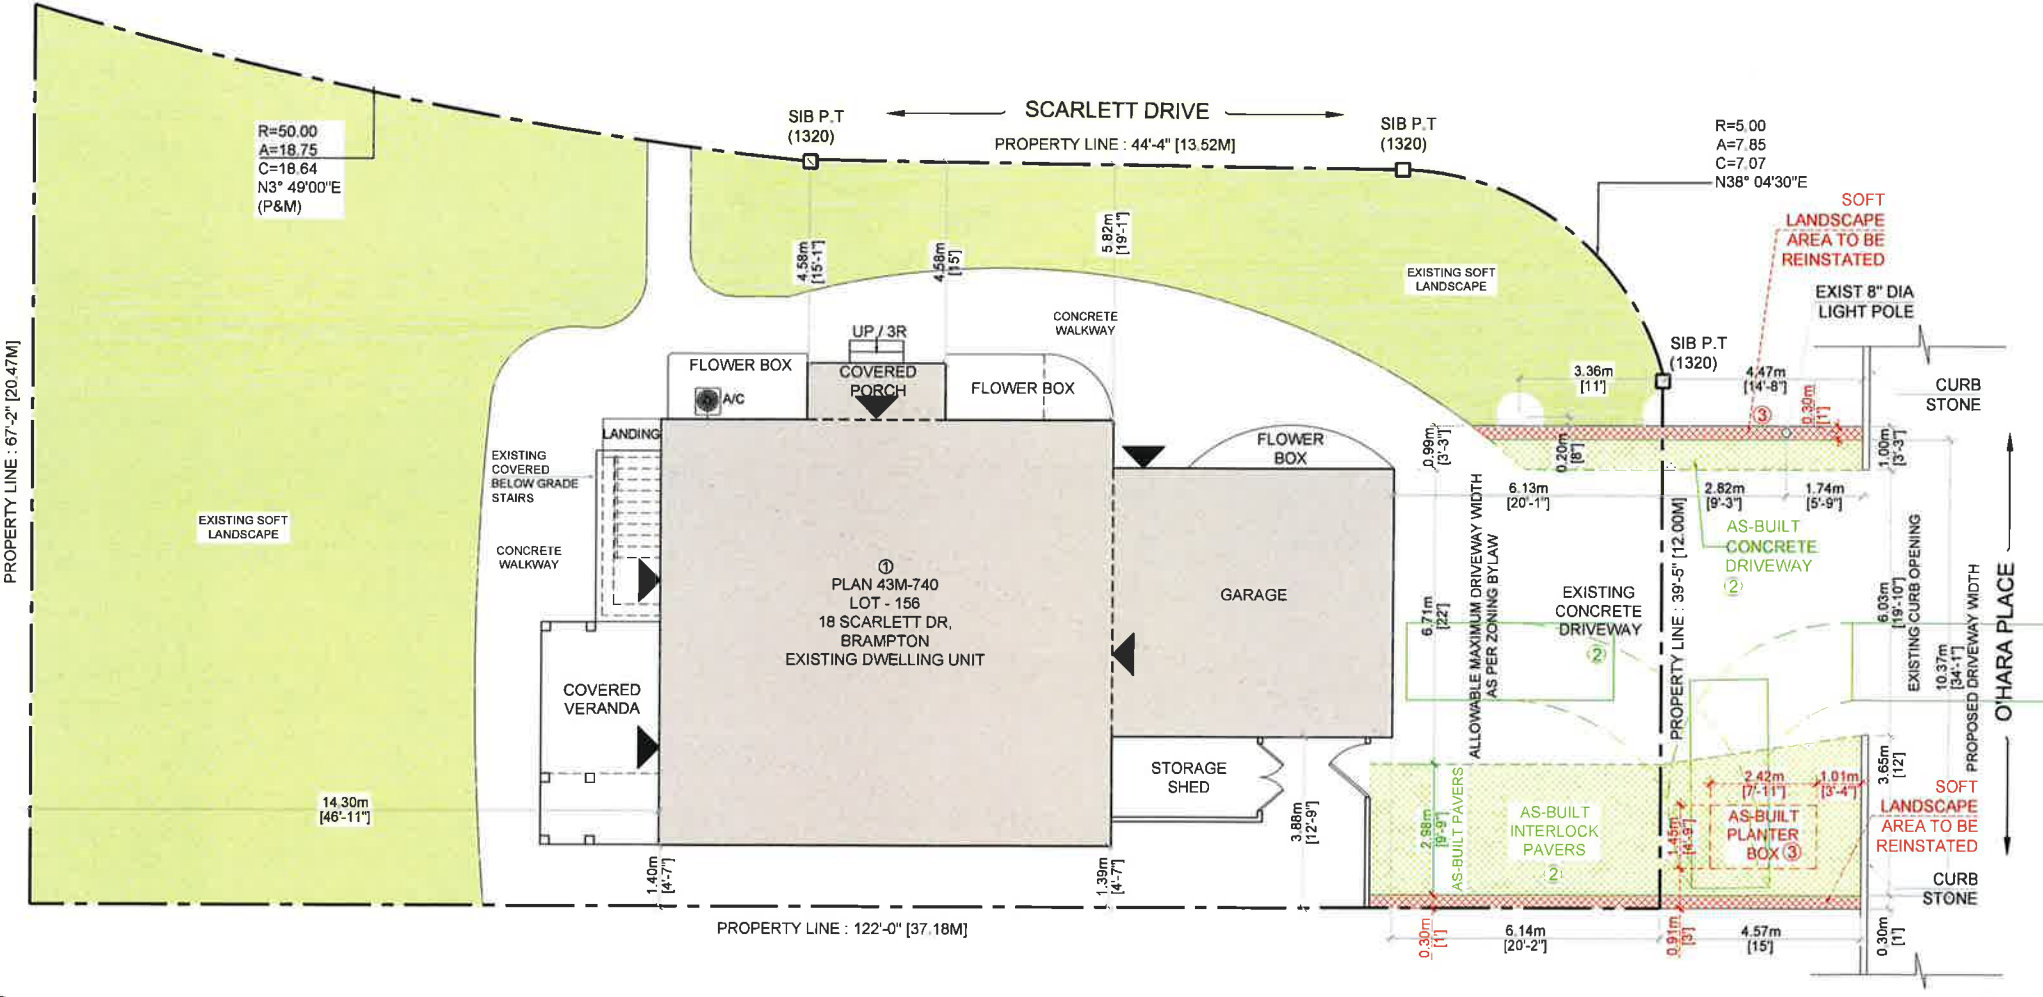 SCARLETT DRIVE
PROPERTY LINE : 44'-4" [13.52M]
SIB P.T
(1320)
SIB P.T
(1320)
R=50.00
A=18.75
C=18.64
N3° 49'00"E
(P&M)
R=5.00
A=7.85
C=7.07
N38° 04'30"E
SOFT
LANDSCAPE
AREA TO BE
REINSTATED
EXIST 8" DIA
LIGHT POLE
SIB P.T
(1320)
4.58m
[15'-1"]
4.58m
[15']
5.82m
[19'-1"]
EXISTING SOFT
LANDSCAPE
CONCRETE
WALKWAY
UP / 3R
FLOWER BOX
A/C
COVERED
PORCH
FLOWER BOX
3.36m
[11']
4.47m
[14'-8"]
0.30m
[1']
3
CURB
STONE
PROPERTY LINE : 67'-2" [20.47M]
LANDING
EXISTING
COVERED
BELOW GRADE
STAIRS
FLOWER
BOX
0.99m
[3'-3"]
0.20m
[8"]
1.00m
[3'-3"]
6.13m
[20'-1"]
2.82m
[9'-3"]
1.74m
[5'-9"]
EXISTING SOFT
LANDSCAPE
CONCRETE
WALKWAY
AS-BUILT
CONCRETE
DRIVEWAY
2
1
PLAN 43M-740
LOT - 156
18 SCARLETT DR,
BRAMPTON
EXISTING DWELLING UNIT
GARAGE
6.71m
[22']
ALLOWABLE MAXIMUM DRIVEWAY WIDTH
AS PER ZONING BYLAW
EXISTING
CONCRETE
DRIVEWAY
2
PROPERTY LINE : 39'-5" [12.00M]
6.03m
[19'-10"]
EXISTING CURB OPENING
10.37m
[34'-1"]
PROPOSED DRIVEWAY WIDTH
O'HARA PLACE
COVERED
VERANDA
STORAGE
SHED
3.88m
[12'-9"]
14.30m
[46'-11"]
2.98m
[9'-9"]
AS-BUILT PAVERS
AS-BUILT
INTERLOCK
PAVERS
2
2.42m
[7'-11"]
1.01m
[3'-4"]
1.45m
[4'-9"]
AS-BUILT
PLANTER
BOX 3
3.65m
[12']
SOFT
LANDSCAPE
AREA TO BE
REINSTATED
CURB
STONE
1.40m
[4'-7"]
1.39m
[4'-7"]
PROPERTY LINE : 122'-0" [37.18M]
0.30m
[1']
6.14m
[20'-2"]
0.91m
[3']
4.57m
[15']
0.30m
[1']